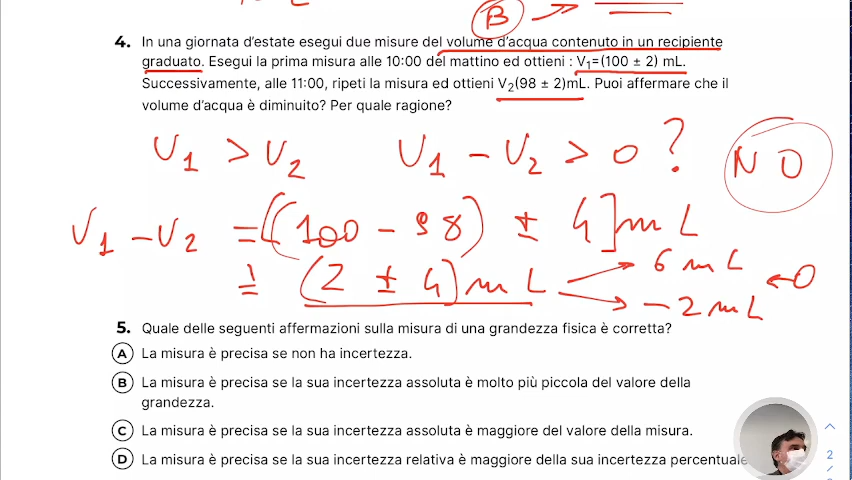 B
4. In una giornata d'estate esegui due misure del volume d'acqua contenuto in un recipiente
graduato. Esegui la prima misura alle 10:00 del mattino ed ottieni : V1=(100 ± 2) mL.
Successivamente, alle 11:00, ripeti la misura ed ottieni V2(98 ± 2)mL. Puoi affermare che il
volume d'acqua è diminuito? Per quale ragione?
V1 > V2 V1 - V2 > 0 ? NO
V1 - V2 = [(100 - 98) ± 4] mL
= (2 ± 4) mL → 6 mL ← 0
→ - 2 mL
5. Quale delle seguenti affermazioni sulla misura di una grandezza fisica è corretta?
A La misura è precisa se non ha incertezza.
B La misura è precisa se la sua incertezza assoluta è molto più piccola del valore della
grandezza.
C La misura è precisa se la sua incertezza assoluta è maggiore del valore della misura.
D La misura è precisa se la sua incertezza relativa è maggiore della sua incertezza percentuale
2
/